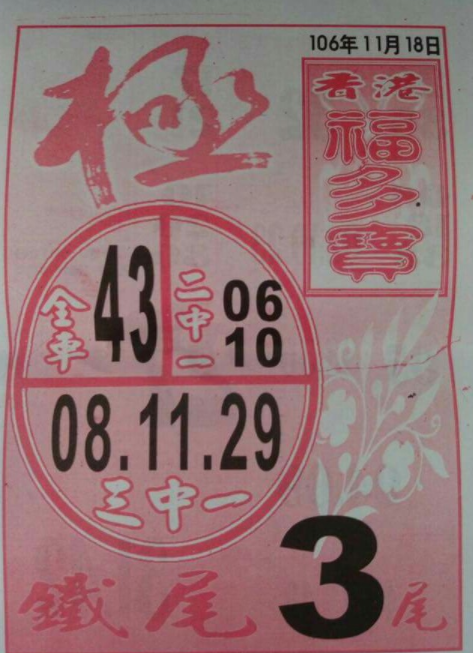 106年11月18日
極
香港
福多寶
全車 43
二中一 06 10
08.11.29
三中一
鐵尾 3尾